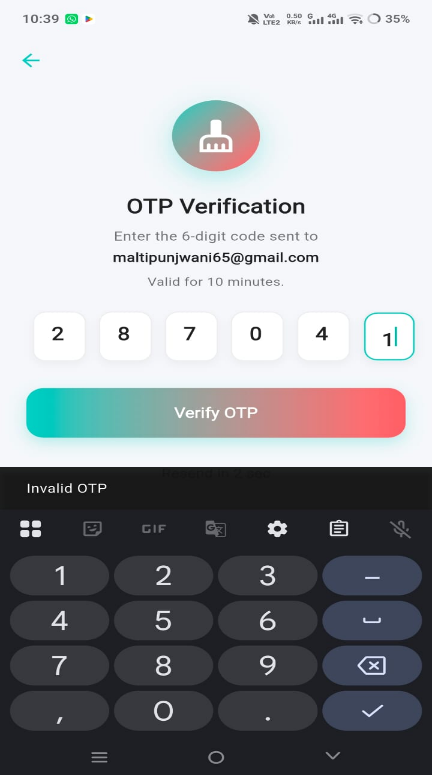 10:39
Vol LTE2 0.50 KB/s G 4G 35%
OTP Verification
Enter the 6-digit code sent to
maltipunjwani65@gmail.com
Valid for 10 minutes.
2 8 7 0 4 1
Verify OTP
Invalid OTP
GIF
1 2 3 –
4 5 6
7 8 9
, 0 .